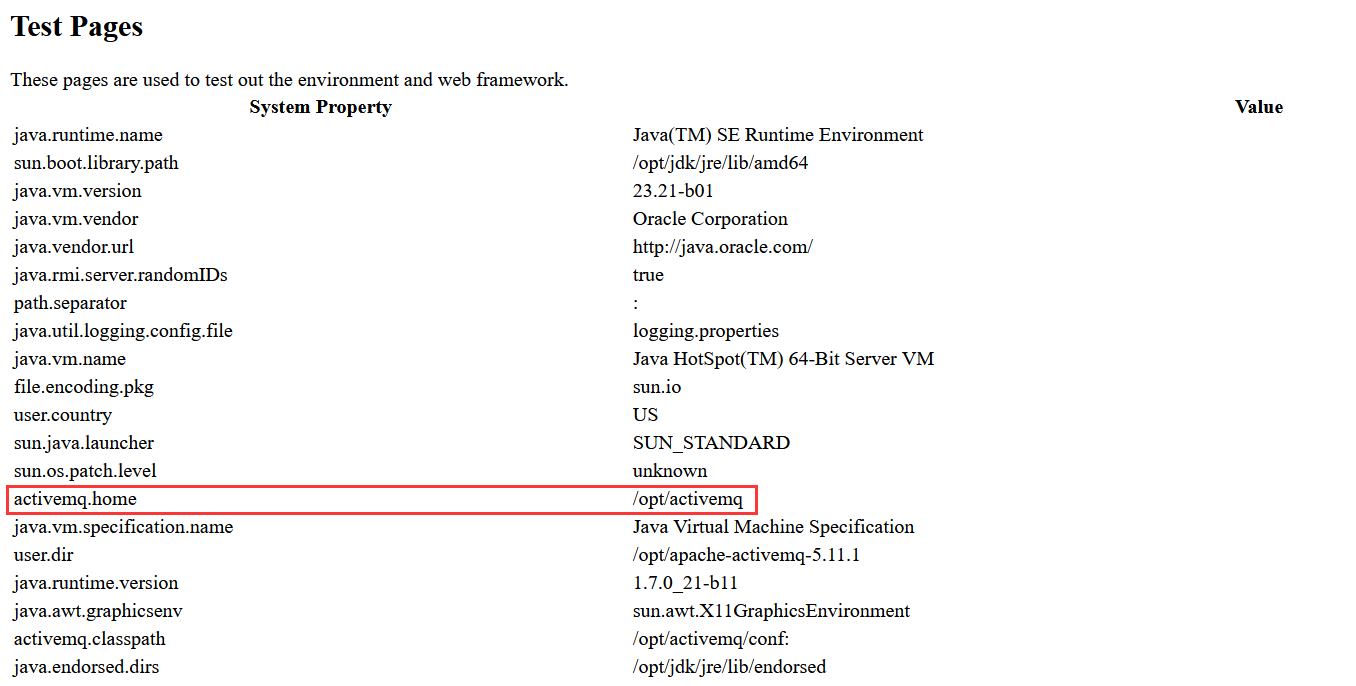 Test Pages
These pages are used to test out the environment and web framework.
System Property Value
java.runtime.name Java(TM) SE Runtime Environment
sun.boot.library.path /opt/jdk/jre/lib/amd64
java.vm.version 23.21-b01
java.vm.vendor Oracle Corporation
java.vendor.url http://java.oracle.com/
java.rmi.server.randomIDs true
path.separator :
java.util.logging.config.file logging.properties
java.vm.name Java HotSpot(TM) 64-Bit Server VM
file.encoding.pkg sun.io
user.country US
sun.java.launcher SUN_STANDARD
sun.os.patch.level unknown
activemq.home /opt/activemq
java.vm.specification.name Java Virtual Machine Specification
user.dir /opt/apache-activemq-5.11.1
java.runtime.version 1.7.0_21-b11
java.awt.graphicsenv sun.awt.X11GraphicsEnvironment
activemq.classpath /opt/activemq/conf:
java.endorsed.dirs /opt/jdk/jre/lib/endorsed